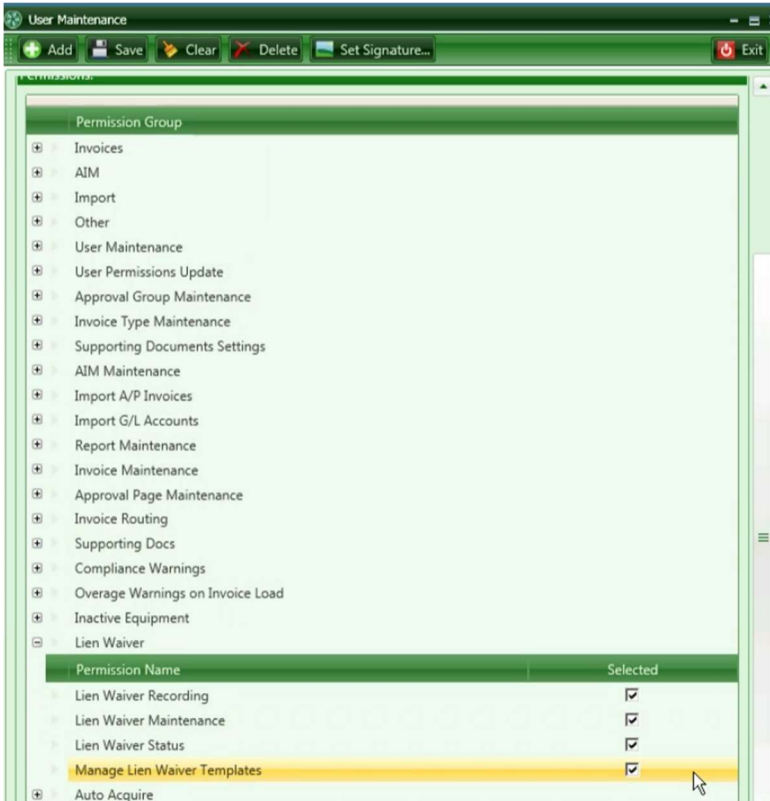 User Maintenance
Add Save Clear Delete Set Signature... Exit
Permissions:
Permission Group
Invoices
AIM
Import
Other
User Maintenance
User Permissions Update
Approval Group Maintenance
Invoice Type Maintenance
Supporting Documents Settings
AIM Maintenance
Import A/P Invoices
Import G/L Accounts
Report Maintenance
Invoice Maintenance
Approval Page Maintenance
Invoice Routing
Supporting Docs
Compliance Warnings
Overage Warnings on Invoice Load
Inactive Equipment
Lien Waiver
Permission Name Selected
Lien Waiver Recording
Lien Waiver Maintenance
Lien Waiver Status
Manage Lien Waiver Templates
Auto Acquire